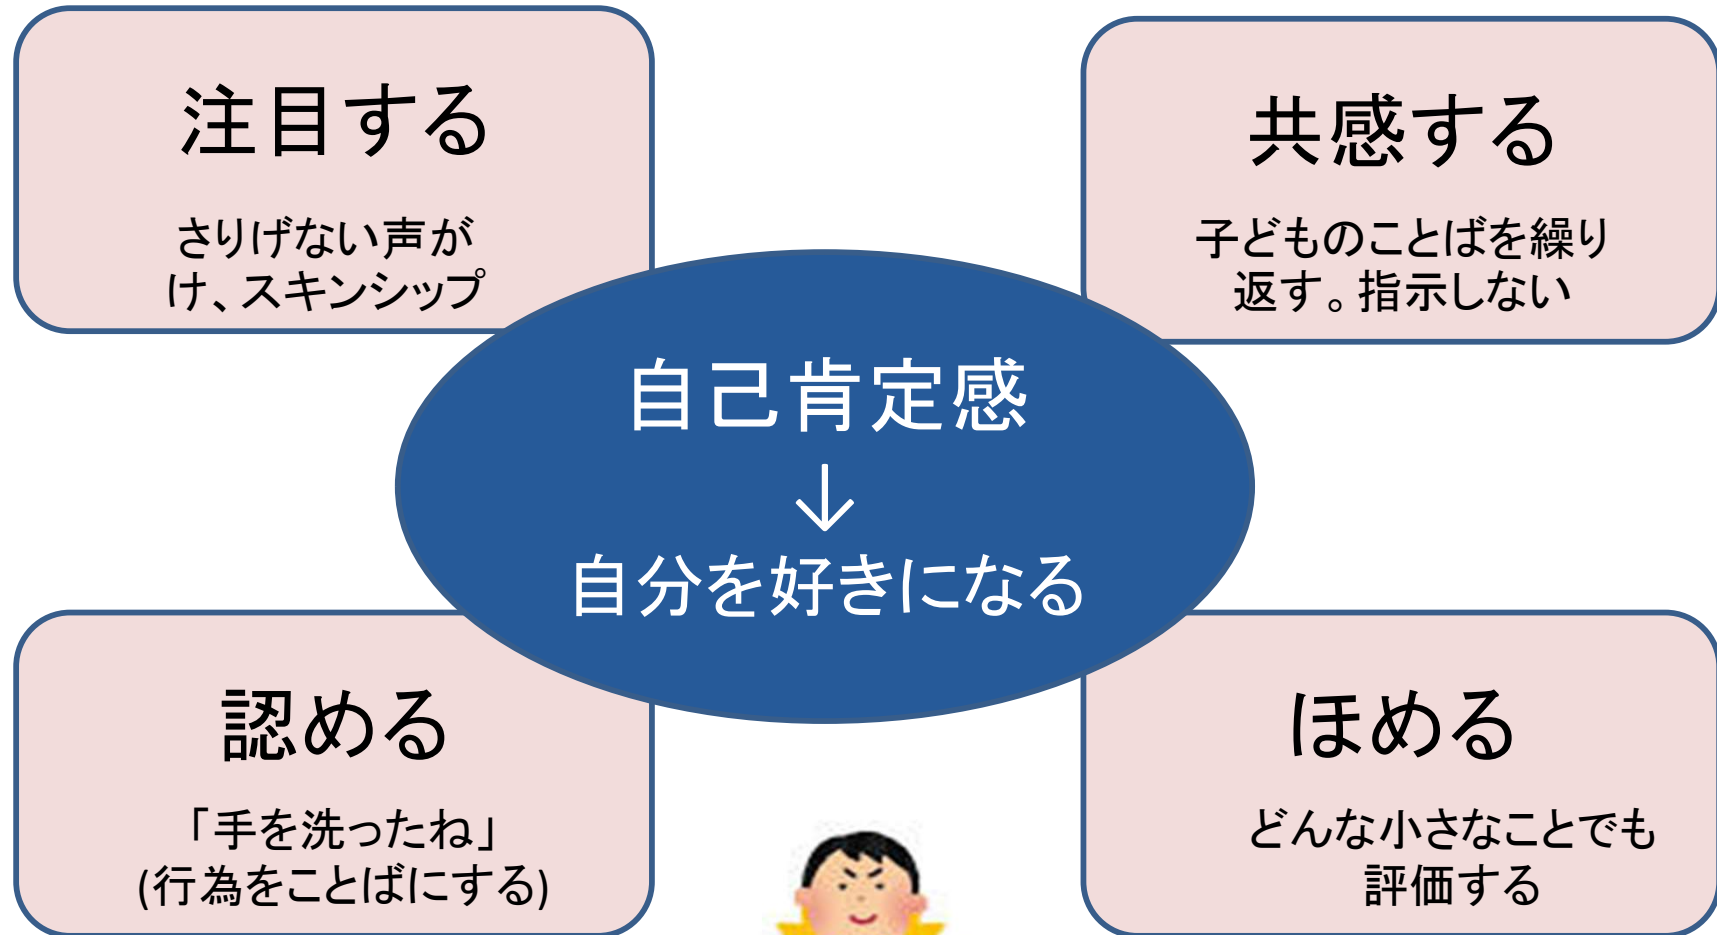 注目する
さりげない声が
け、スキンシップ
共感する
子どものことばを繰り
返す。指示しない
自己肯定感
↓
自分を好きになる
認める
「手を洗ったね」
(行為をことばにする)
ほめる
どんな小さなことでも
評価する